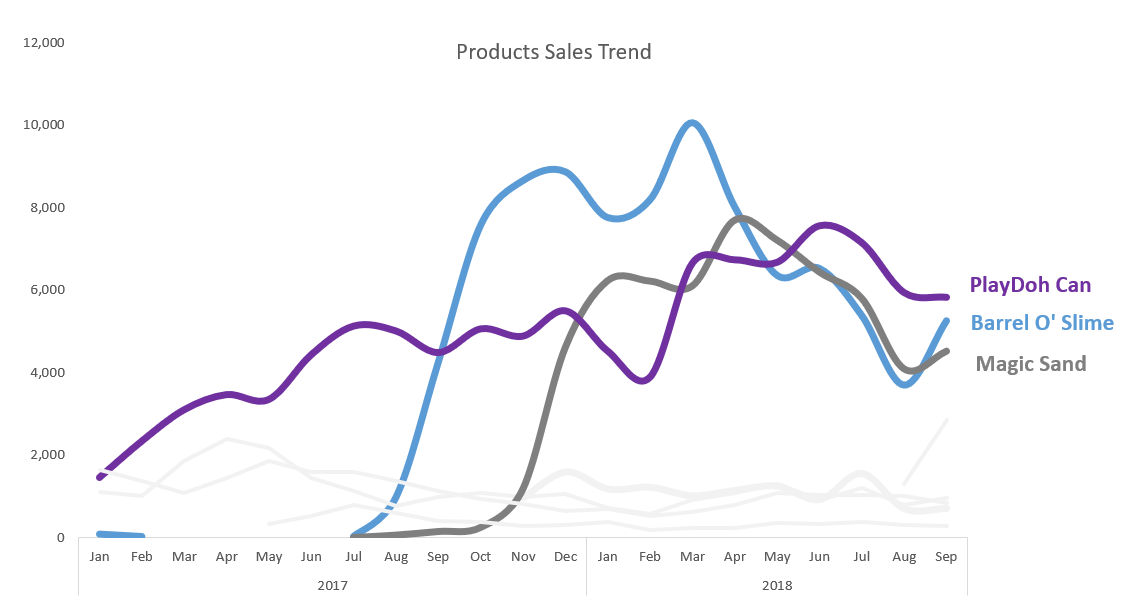 Products Sales Trend
12,000
10,000
8,000
6,000
4,000
2,000
0
PlayDoh Can
Barrel O' Slime
Magic Sand
Jan Feb Mar Apr May Jun Jul Aug Sep Oct Nov Dec Jan Feb Mar Apr May Jun Jul Aug Sep
2017 2018